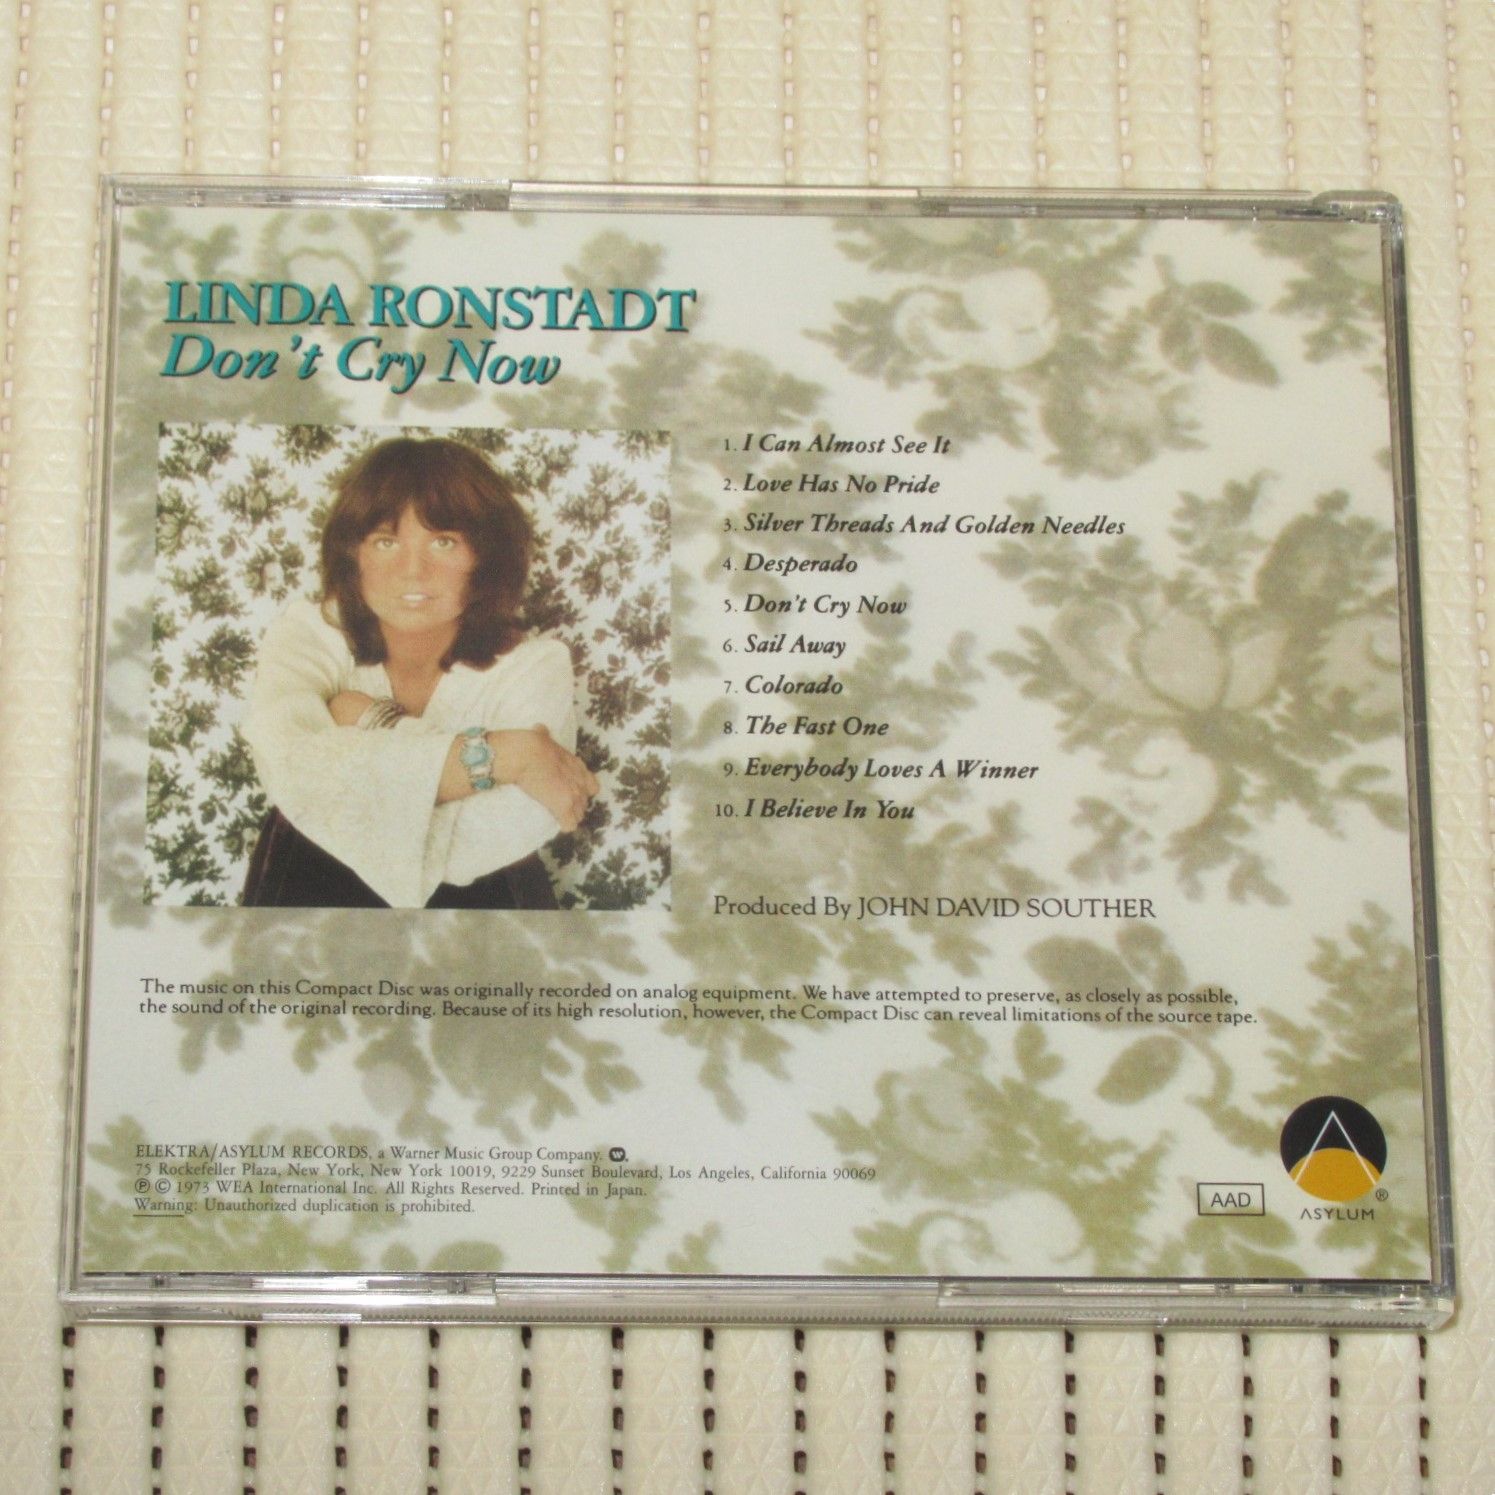 LINDA RONSTADT
Don't Cry Now
1. I Can Almost See It
2. Love Has No Pride
3. Silver Threads And Golden Needles
4. Desperado
5. Don't Cry Now
6. Sail Away
7. Colorado
8. The Fast One
9. Everybody Loves A Winner
10. I Believe In You
Produced By JOHN DAVID SOUTHER
The music on this Compact Disc was originally recorded on analog equipment. We have attempted to preserve, as closely as possible,
the sound of the original recording. Because of its high resolution, however, the Compact Disc can reveal limitations of the source tape.
ELEKTRA/ASYLUM RECORDS, a Warner Music Group Company. W.
75 Rockefeller Plaza, New York, New York 10019, 9229 Sunset Boulevard, Los Angeles, California 90069
℗ © 1973 WEA International Inc. All Rights Reserved. Printed in Japan.
Warning: Unauthorized duplication is prohibited.
AAD
®
ASYLUM